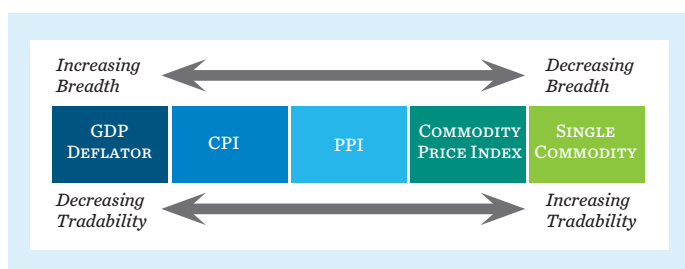 Increasing
Breadth
Decreasing
Breadth
GDP
DEFLATOR
CPI
PPI
COMMODITY
PRICE INDEX
SINGLE
COMMODITY
Decreasing
Tradability
Increasing
Tradability